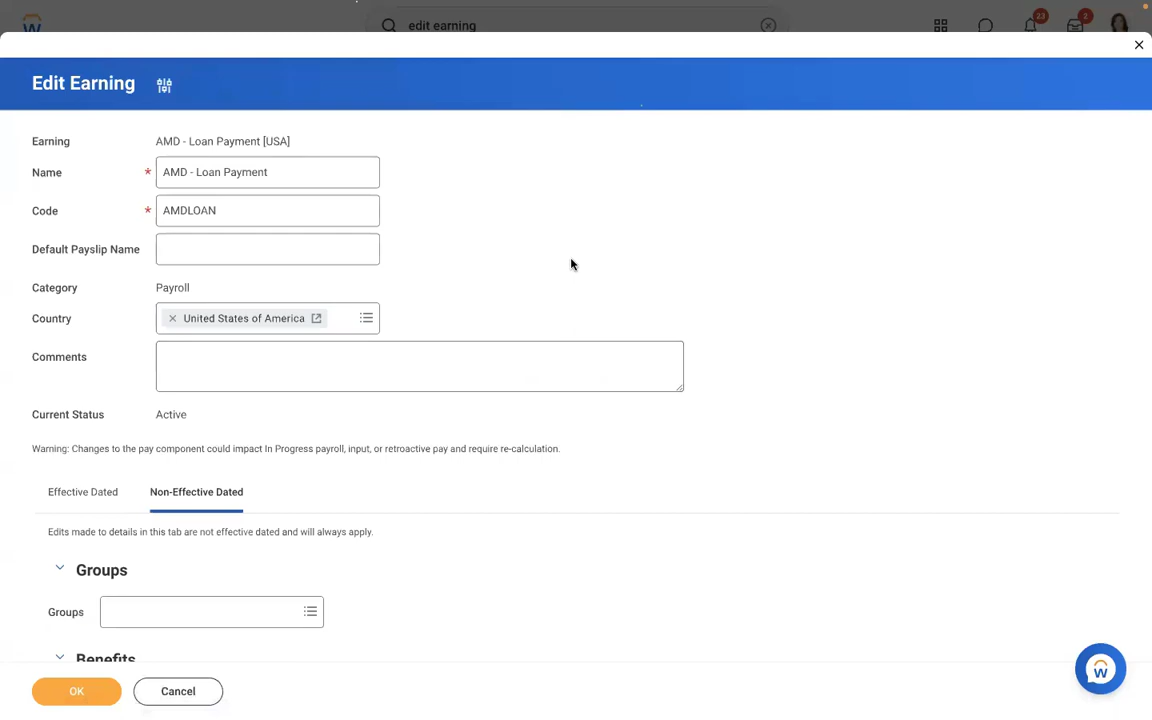 edit earning
23
2
Edit Earning
Earning AMD - Loan Payment [USA]
Name * AMD - Loan Payment
Code * AMDLOAN
Default Payslip Name
Category Payroll
Country × United States of America
Comments
Current Status Active
Warning: Changes to the pay component could impact In Progress payroll, input, or retroactive pay and require re-calculation.
Effective Dated Non-Effective Dated
Edits made to details in this tab are not effective dated and will always apply.
Groups
Groups
Benefits
OK Cancel
w